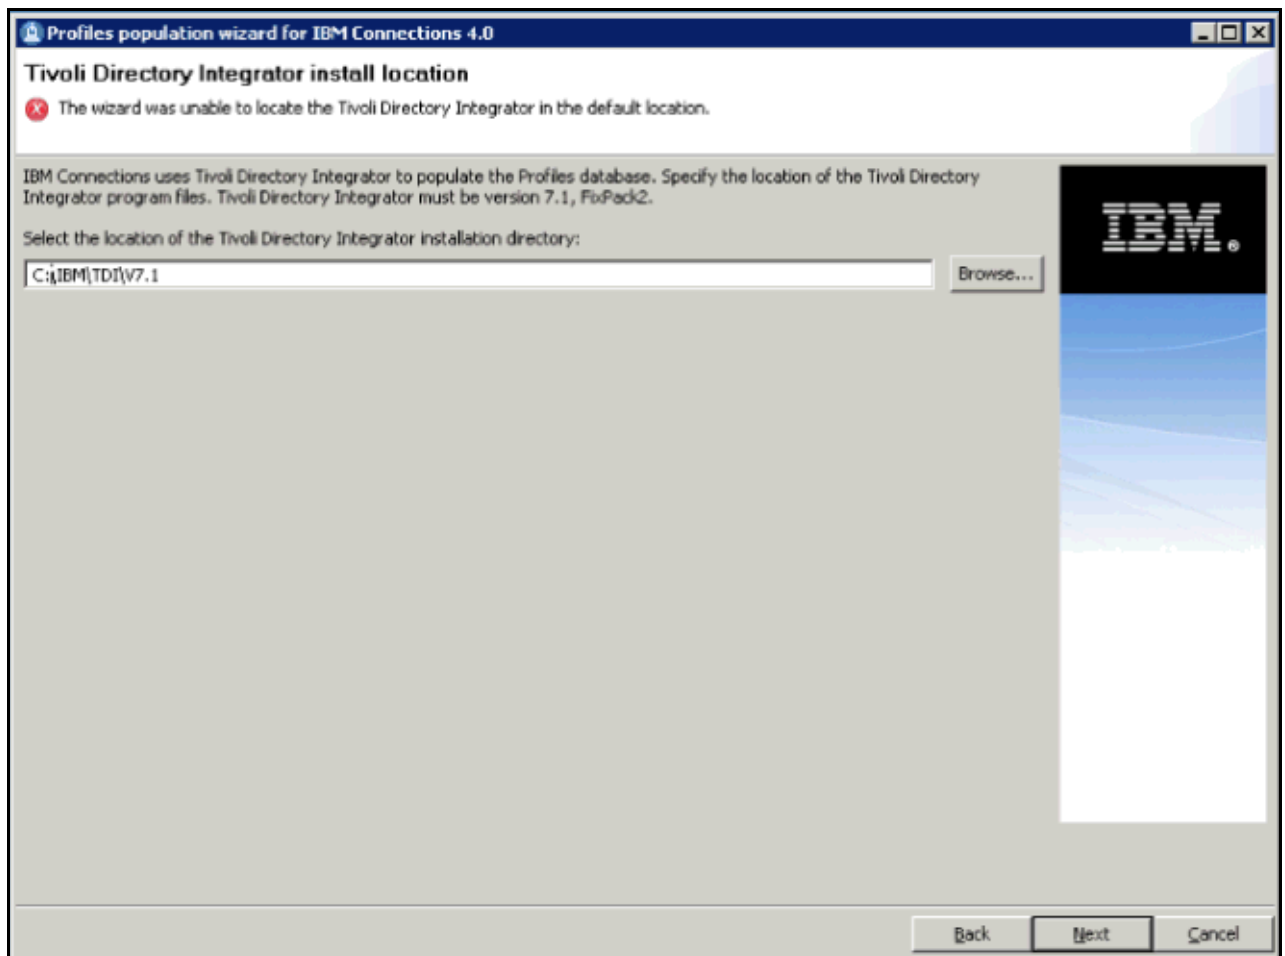 Profiles population wizard for IBM Connections 4.0
Tivoli Directory Integrator install location
The wizard was unable to locate the Tivoli Directory Integrator in the default location.
IBM Connections uses Tivoli Directory Integrator to populate the Profiles database. Specify the location of the Tivoli Directory
Integrator program files. Tivoli Directory Integrator must be version 7.1, FixPack2.
Select the location of the Tivoli Directory Integrator installation directory:
C:\IBM\TDI\V7.1
Browse...
IBM®
Back
Next
Cancel